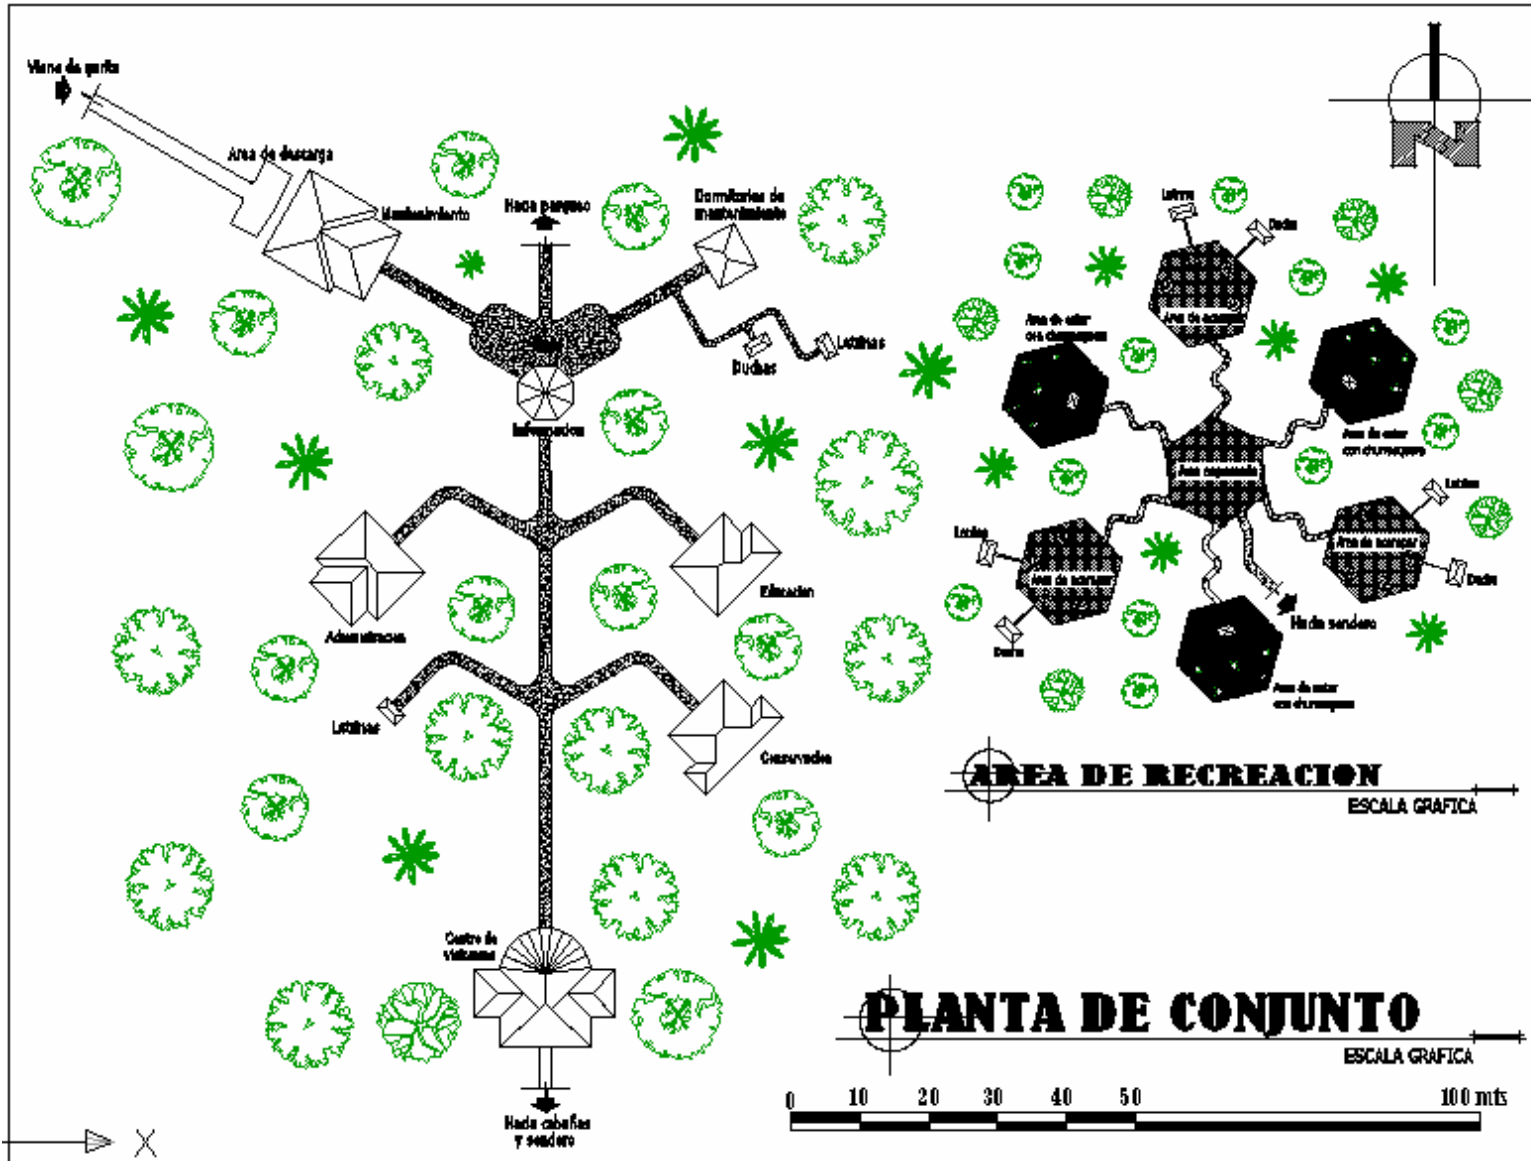 Viene de garita
Area de descarga
Mantenimiento
Hacia parqueo
Dormitorios de
mantenimiento
Duchas
Letrinas
Informacion
Administracion
Educacion
Letrinas
Conservacion
Centro de
visitantes
Hacia cabañas
y sendero
Letrina
Ducha
Area de acampar
Area de estar
con churrasquera
Area de estar
con churrasquera
Area
Letrina
Area de acampar
Ducha
Letrina
Area de acampar
Ducha
Hacia sendero
Area de estar
con churrasquera
N
AREA DE RECREACION
ESCALA GRAFICA
PLANTA DE CONJUNTO
ESCALA GRAFICA
0 10 20 30 40 50 100 mts
X